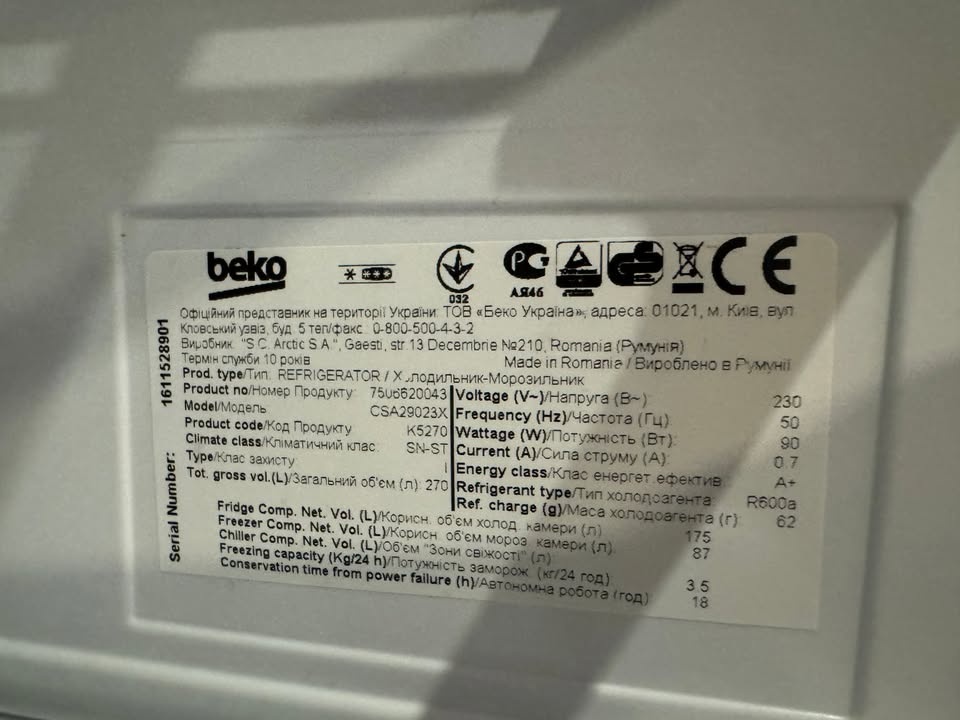 beko
032
АЯ46
CE
Офіційний представник на території України: ТОВ «Беко Україна», адреса: 01021, м. Київ, вул
Кловський узвіз, буд. 5 тел/факс: 0-800-500-4-3-2
Виробник: "S.C. Arctic S.A.", Gaesti, str.13 Decembrie №210, Romania (Румунія)
Термін служби 10 років
Made in Romania / Вироблено в Румунії
Prod. type/Тип: REFRIGERATOR / Холодильник-Морозильник
Product no/Номер Продукту: 7506620043
Model/Модель CSA29023X
Product code/Код Продукту K5270
Climate class/Кліматичний клас: SN-ST
Type/Клас захисту I
Tot. gross vol.(L)/Загальний об'єм (л): 270
Voltage (V~)/Напруга (В~): 230
Frequency (Hz)/Частота (Гц): 50
Wattage (W)/Потужність (Вт): 90
Current (A)/Сила струму (А): 0.7
Energy class/Клас енергет.ефектив.: A+
Refrigerant type/Тип холодоагента: R600a
Ref. charge (g)/Маса холодоагента (г): 62
Fridge Comp. Net. Vol. (L)/Корисн. об'єм холод. камери (л): 175
Freezer Comp. Net. Vol. (L)/Корисн. об'єм мороз. камери (л): 87
Chiller Comp. Net. Vol. (L)/Об'єм "Зони свіжості" (л):
Freezing capacity (Kg/24 h)/Потужність заморож. (кг/24 год): 3.5
Conservation time from power failure (h)/Автономна робота (год): 18
Serial Number: 1611528901